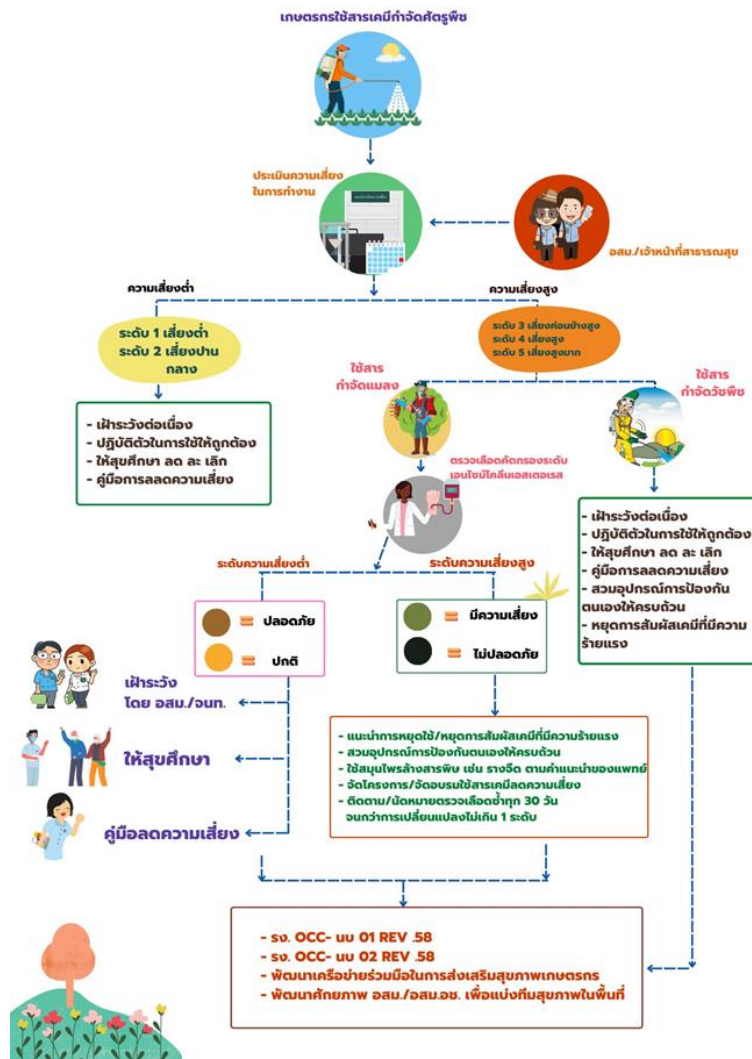 เกษตรกรใช้สารเคมีกำจัดศัตรูพืช
ประเมินความเสี่ยง
ในการทำงาน
อสม./เจ้าหน้าที่สาธารณสุข
ความเสี่ยงต่ำ
ความเสี่ยงสูง
ระดับ 1 เสี่ยงต่ำ
ระดับ 2 เสี่ยงปาน
กลาง
ระดับ 3 เสี่ยงค่อนข้างสูง
ระดับ 4 เสี่ยงสูง
ระดับ 5 เสี่ยงสูงมาก
ใช้สาร
กำจัดแมลง
ใช้สาร
กำจัดวัชพืช
- เฝ้าระวังต่อเนื่อง
- ปฏิบัติตัวในการใช้ให้ถูกต้อง
- ให้สุขศึกษา ลด ละ เลิก
- คู่มือการลลดความเสี่ยง
ตรวจเลือดคัดกรองระดับ
เอนไซม์โคลีนเอสเตอเรส
- เฝ้าระวังต่อเนื่อง
- ปฏิบัติตัวในการใช้ให้ถูกต้อง
- ให้สุขศึกษา ลด ละ เลิก
- คู่มือการลลดความเสี่ยง
- สวมอุปกรณ์การป้องกัน
ตนเองให้ครบถ้วน
- หยุดการสัมผัสเคมีที่มีความ
ร้ายแรง
ระดับความเสี่ยงต่ำ
ระดับความเสี่ยงสูง
= ปลอดภัย
= ปกติ
= มีความเสี่ยง
= ไม่ปลอดภัย
เฝ้าระวัง
โดย อสม./จนท.
ให้สุขศึกษา
คู่มือลดความเสี่ยง
- แนะนำการหยุดใช้/หยุดการสัมผัสเคมีที่มีความร้ายแรง
- สวมอุปกรณ์การป้องกันตนเองให้ครบถ้วน
- ใช้สมุนไพรล้างสารพิษ เช่น รางจืด ตามคำแนะนำของแพทย์
- จัดโครงการ/จัดอบรมใช้สารเคมีลดความเสี่ยง
- ติดตาม/นัดหมายตรวจเลือดซ้ำทุก 30 วัน
จนกว่าการเปลี่ยนแปลงไม่เกิน 1 ระดับ
- รง. OCC- นบ 01 REV .58
- รง. OCC- นบ 02 REV .58
- พัฒนาเครือข่ายร่วมมือในการส่งเสริมสุขภาพเกษตรกร
- พัฒนาศักยภาพ อสม./อสม.อช. เพื่อแบ่งทีมสุขภาพในพื้นที่